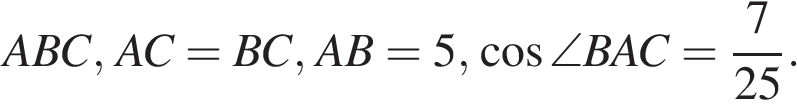 ABC, AC = BC, AB = 5, cos ∠BAC = 7/25.